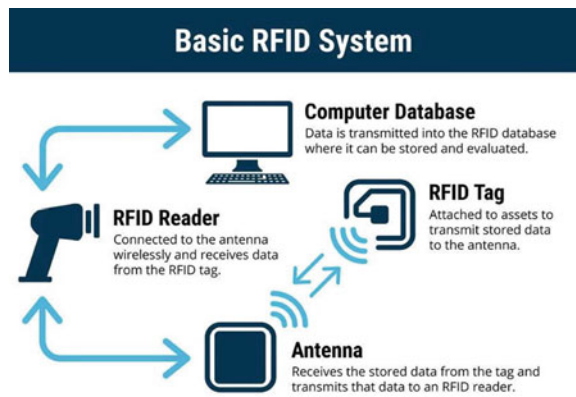 Basic RFID System
Computer Database
Data is transmitted into the RFID database
where it can be stored and evaluated.
RFID Tag
Attached to assets to
transmit stored data
to the antenna.
RFID Reader
Connected to the antenna
wirelessly and receives data
from the RFID tag.
Antenna
Receives the stored data from the tag and
transmits that data to an RFID reader.